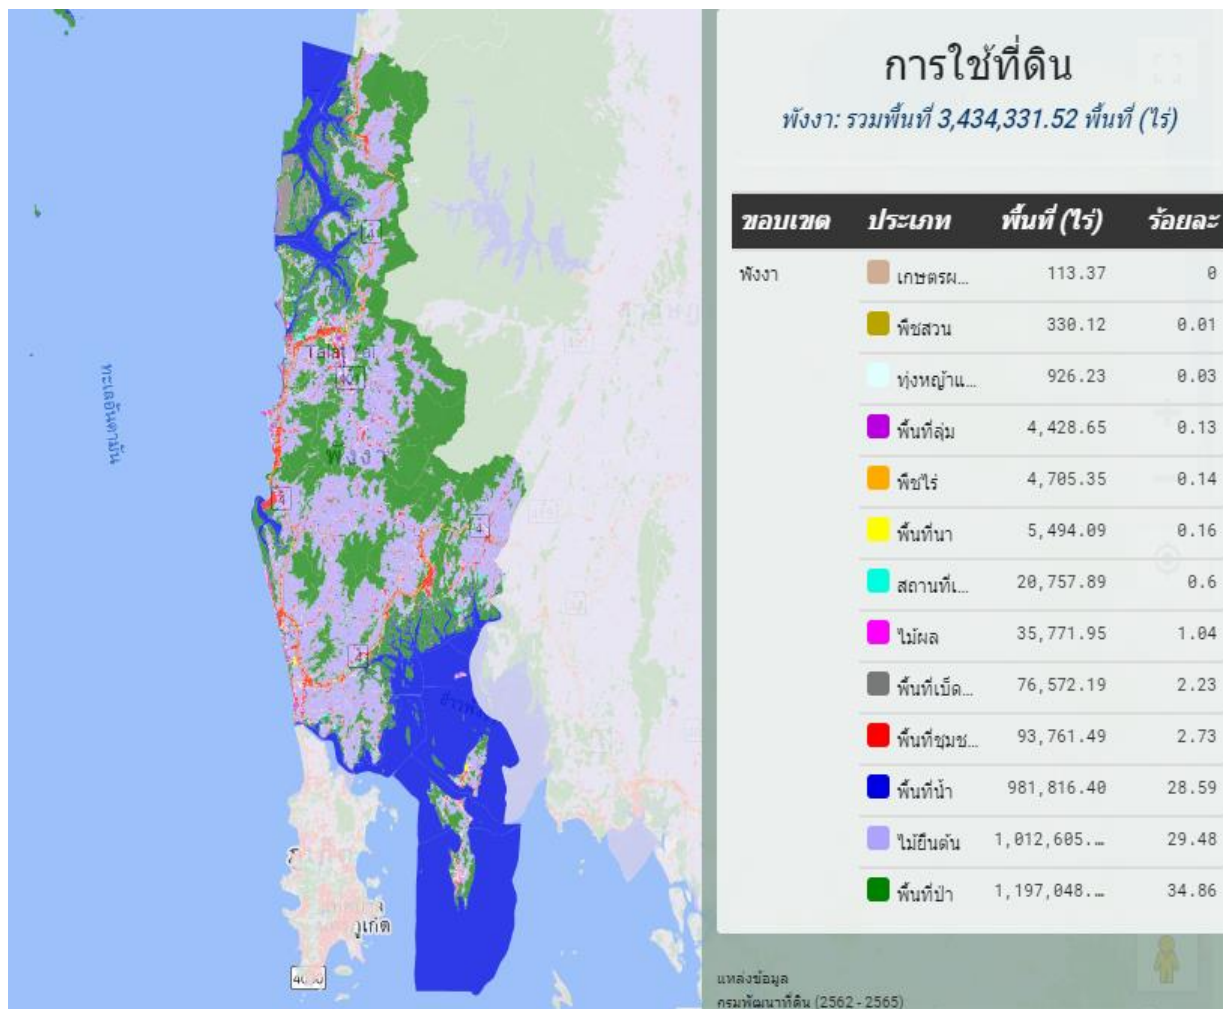 การใช้ที่ดิน
พังงา: รวมพื้นที่ 3,434,331.52 พื้นที่ (ไร่)
ขอบเขต ประเภท พื้นที่ (ไร่) ร้อยละ
พังงา เกษตรผ... 113.37 0
พืชสวน 330.12 0.01
ทุ่งหญ้าแ... 926.23 0.03
พื้นที่ลุ่ม 4,428.65 0.13
พืชไร่ 4,705.35 0.14
พื้นที่นา 5,494.09 0.16
สถานที่เ... 20,757.89 0.6
ไม้ผล 35,771.95 1.04
พื้นที่เบ็ด... 76,572.19 2.23
พื้นที่ชุมช... 93,761.49 2.73
พื้นที่น้ำ 981,816.40 28.59
ไม้ยืนต้น 1,012,605.… 29.48
พื้นที่ป่า 1,197,048.… 34.86
แหล่งข้อมูล
กรมพัฒนาที่ดิน (2562 - 2565)
ทะเลอันดามัน
4
Talat Yai
พังงา
4
4
4
ภูเก็ต